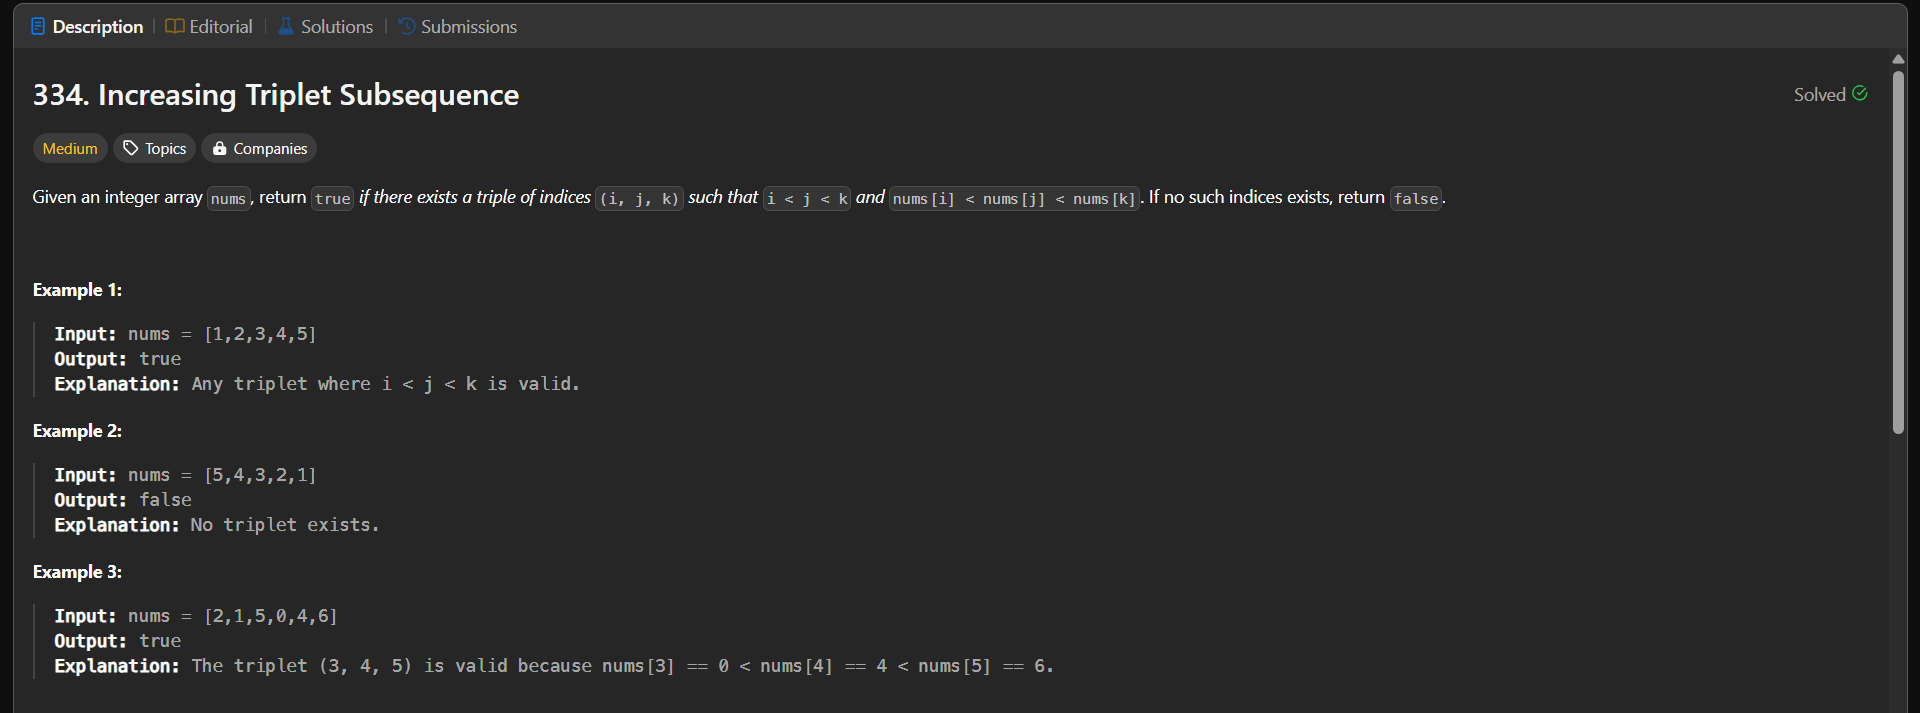 Description | Editorial | Solutions | Submissions
334. Increasing Triplet Subsequence
Solved
Medium Topics Companies
Given an integer array nums, return true if there exists a triple of indices (i, j, k) such that i < j < k and nums[i] < nums[j] < nums[k]. If no such indices exists, return false.
Example 1:
Input: nums = [1,2,3,4,5]
Output: true
Explanation: Any triplet where i < j < k is valid.
Example 2:
Input: nums = [5,4,3,2,1]
Output: false
Explanation: No triplet exists.
Example 3:
Input: nums = [2,1,5,0,4,6]
Output: true
Explanation: The triplet (3, 4, 5) is valid because nums[3] == 0 < nums[4] == 4 < nums[5] == 6.